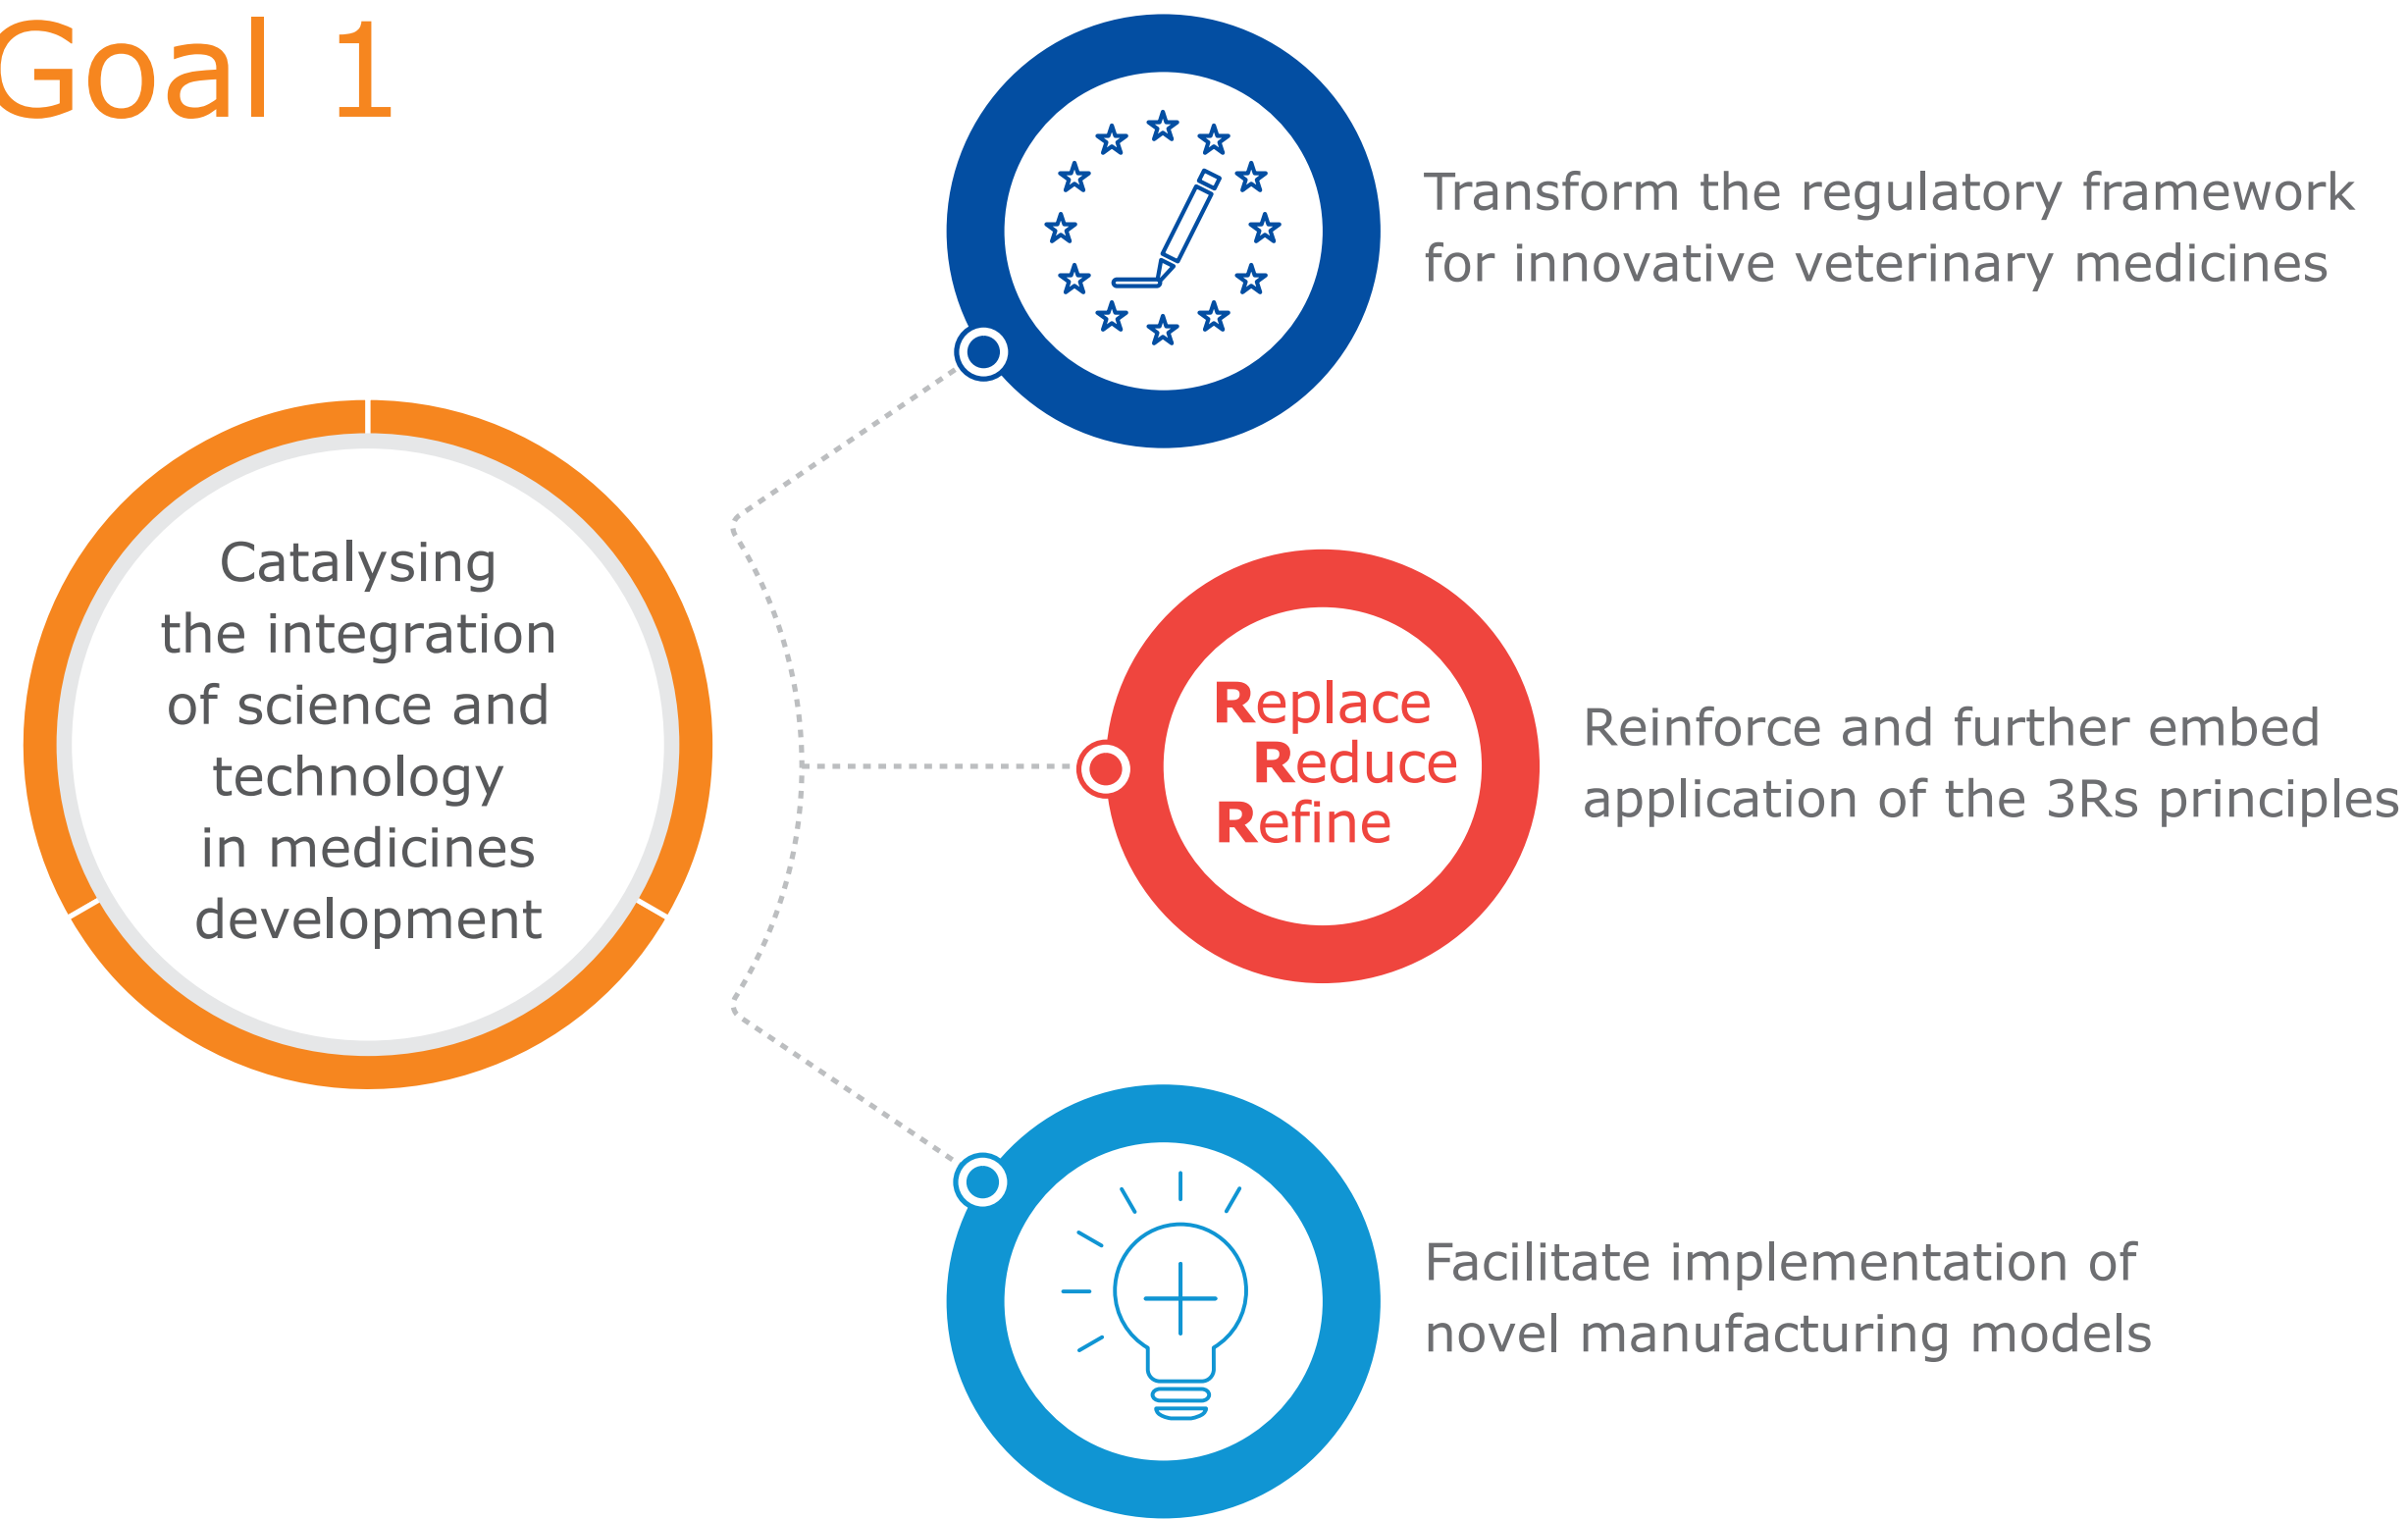 Goal 1
Transform the regulatory framework
for innovative veterinary medicines
Catalysing
the integration
of science and
technology
in medicines
development
Replace
Reduce
Refine
Reinforce and further embed
application of the 3Rs principles
Facilitate implementation of
novel manufacturing models